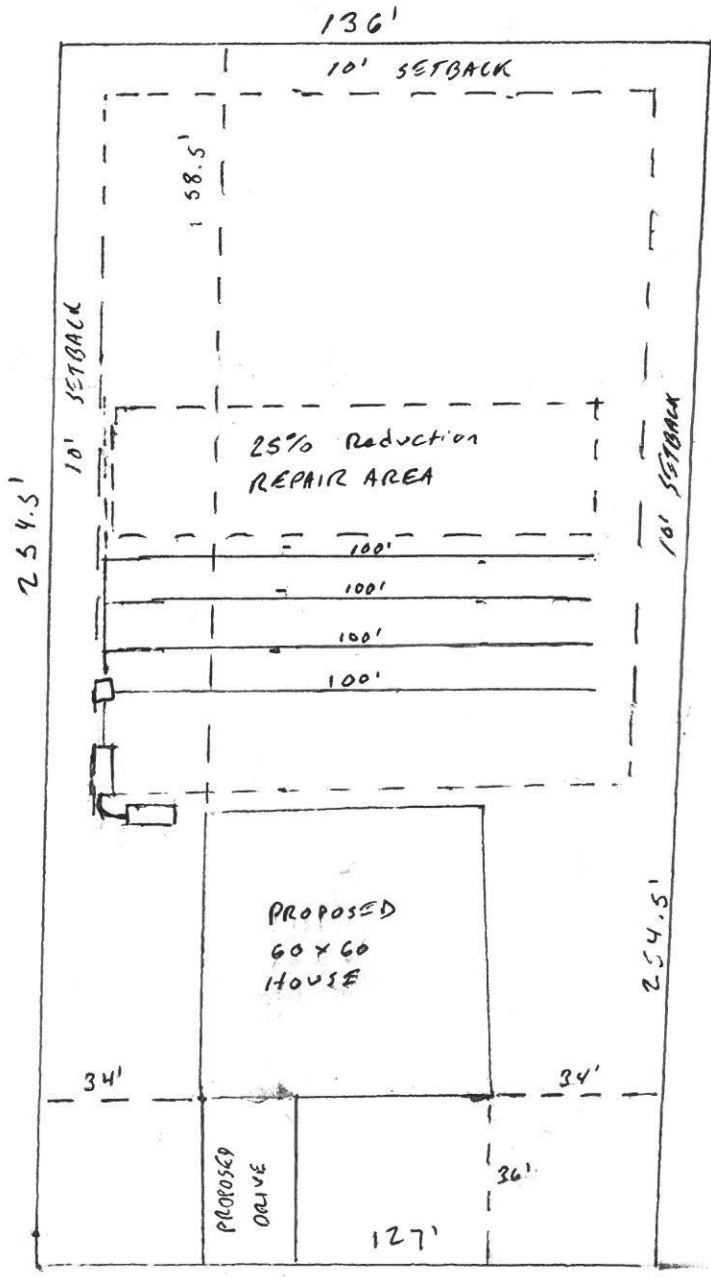 136'
10' SETBACK
158.5'
10' SETBACK
254.5'
25% Reduction
REPAIR AREA
10' SETBACK
100'
100'
100'
100'
PROPOSED
60 x 60
HOUSE
254.5'
34'
34'
PROPOSED
DRIVE
36'
127'